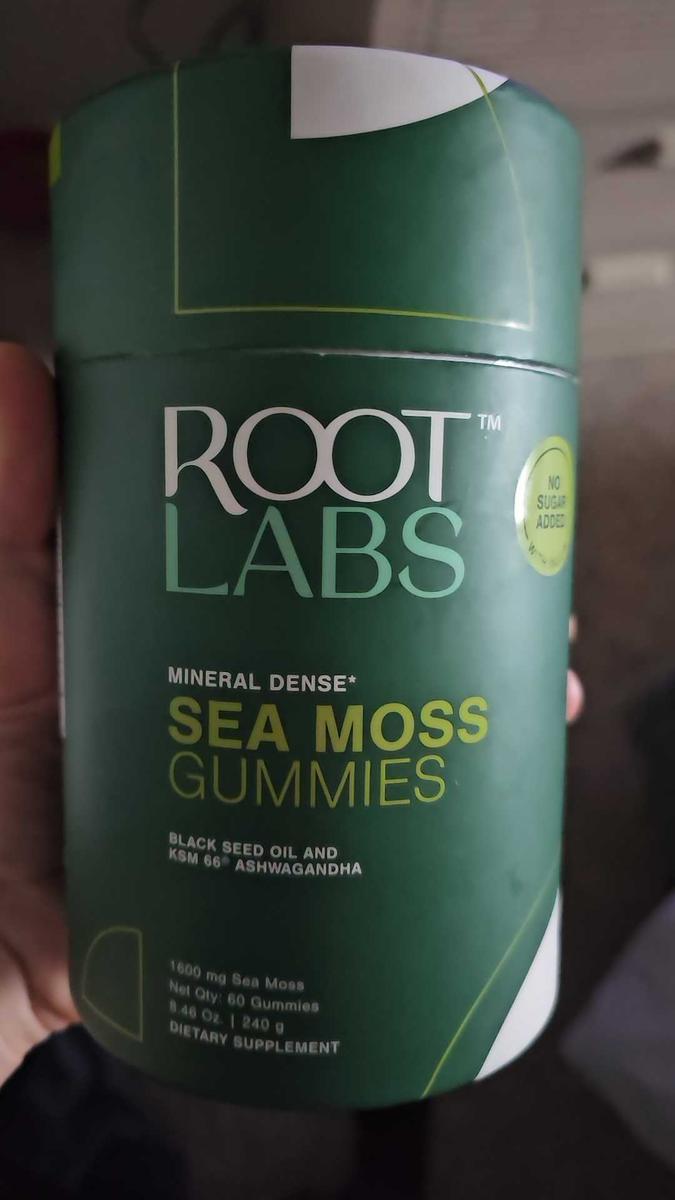 ROOT™
LABS
NO
SUGAR
ADDED
MINERAL DENSE*
SEA MOSS
GUMMIES
BLACK SEED OIL AND
KSM 66® ASHWAGANDHA
1600 mg Sea Moss
Net Qty: 60 Gummies
8.46 Oz. | 240 g
DIETARY SUPPLEMENT